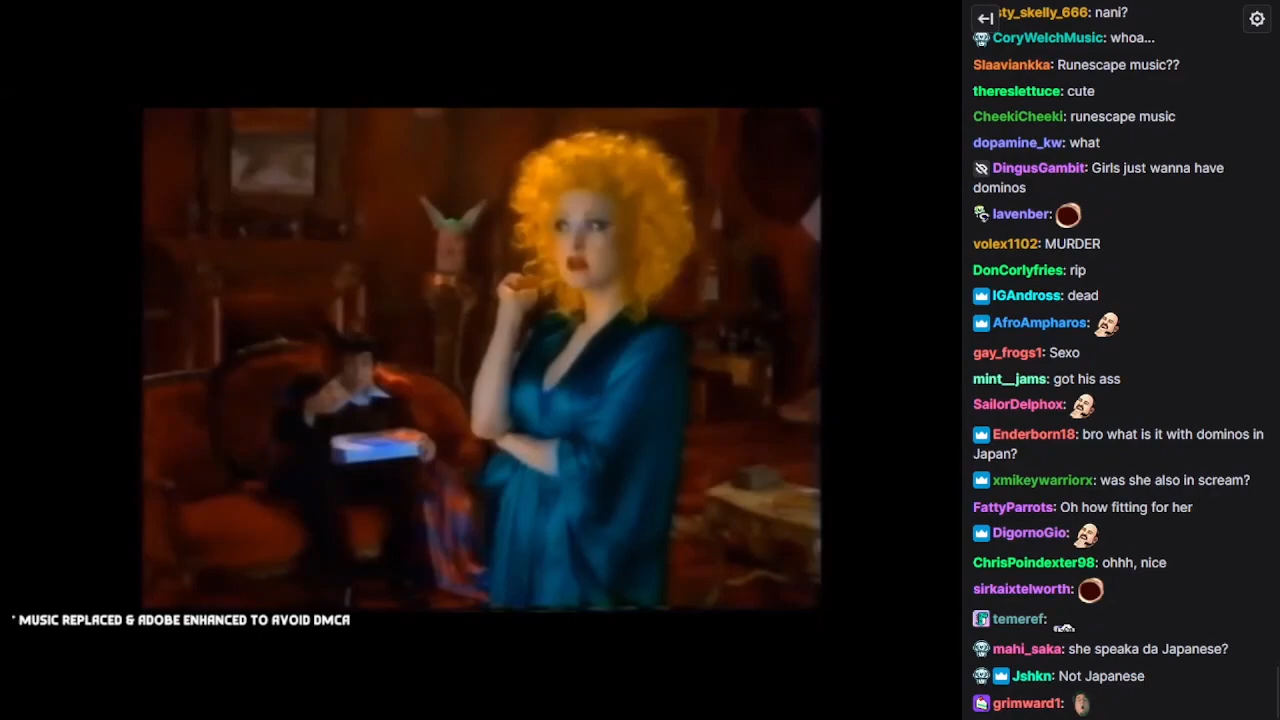 sty_skelly_666: nani?
CoryWelchMusic: whoa...
Slaaviankka: Runescape music??
thereslettuce: cute
CheekiCheeki: runescape music
dopamine_kw: what
DingusGambit: Girls just wanna have
dominos
lavenber:
volex1102: MURDER
DonCorlyfries: rip
IGAndross: dead
AfroAmpharos:
gay_frogs1: Sexo
mint__jams: got his ass
SailorDelphox:
Enderborn18: bro what is it with dominos in
Japan?
xmikeywarriorx: was she also in scream?
FattyParrots: Oh how fitting for her
DigornoGio:
ChrisPoindexter98: ohhh, nice
sirkaixtelworth:
temeref:
mahi_saka: she speaka da Japanese?
Jshkn: Not Japanese
grimward1:
* MUSIC REPLACED & ADOBE ENHANCED TO AVOID DMCA